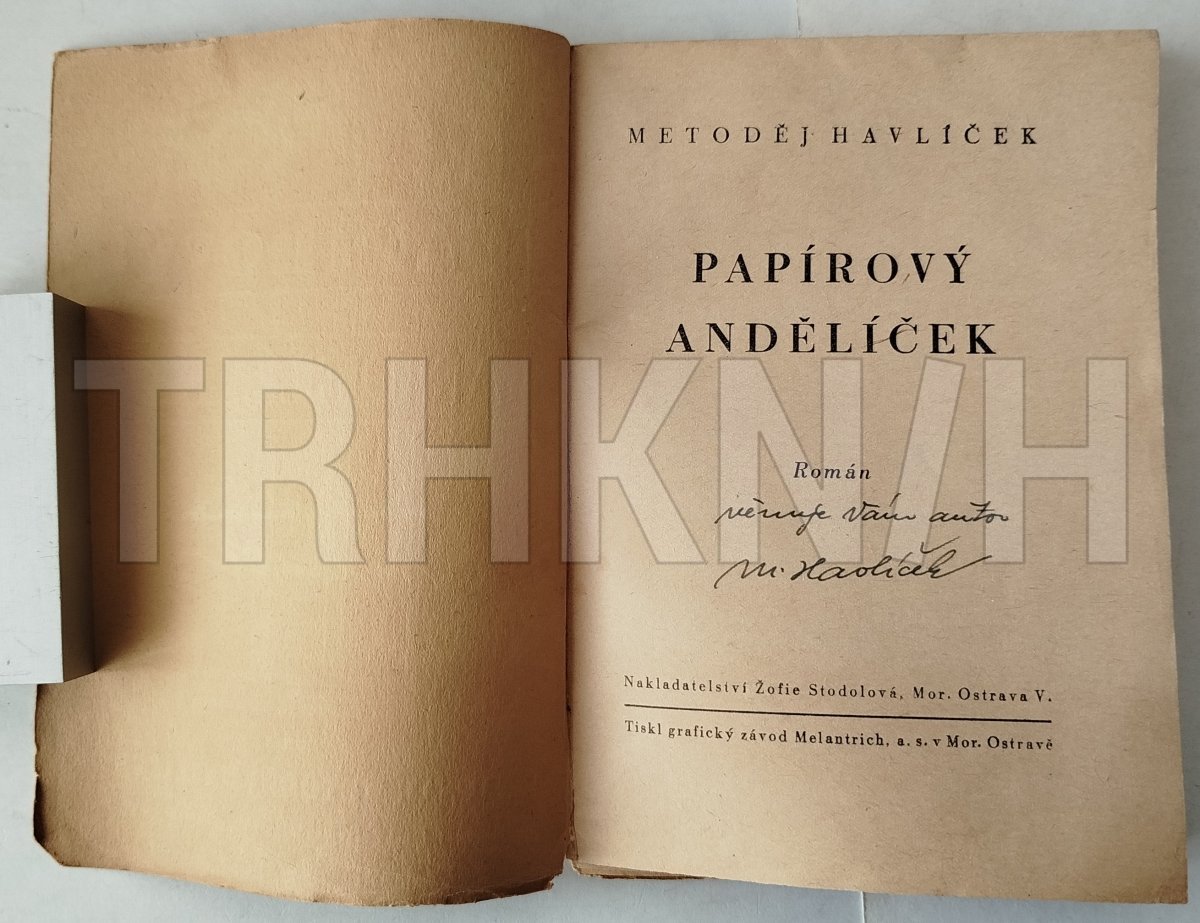 METODĚJ HAVLÍČEK
PAPÍROVÝ
ANDĚLÍČEK
Román
věnuje Vám autor
M. Havlíček
Nakladatelství Žofie Stodolová, Mor. Ostrava V.
Tiskl grafický závod Melantrich, a. s. v Mor. Ostravě
TRHKNIH